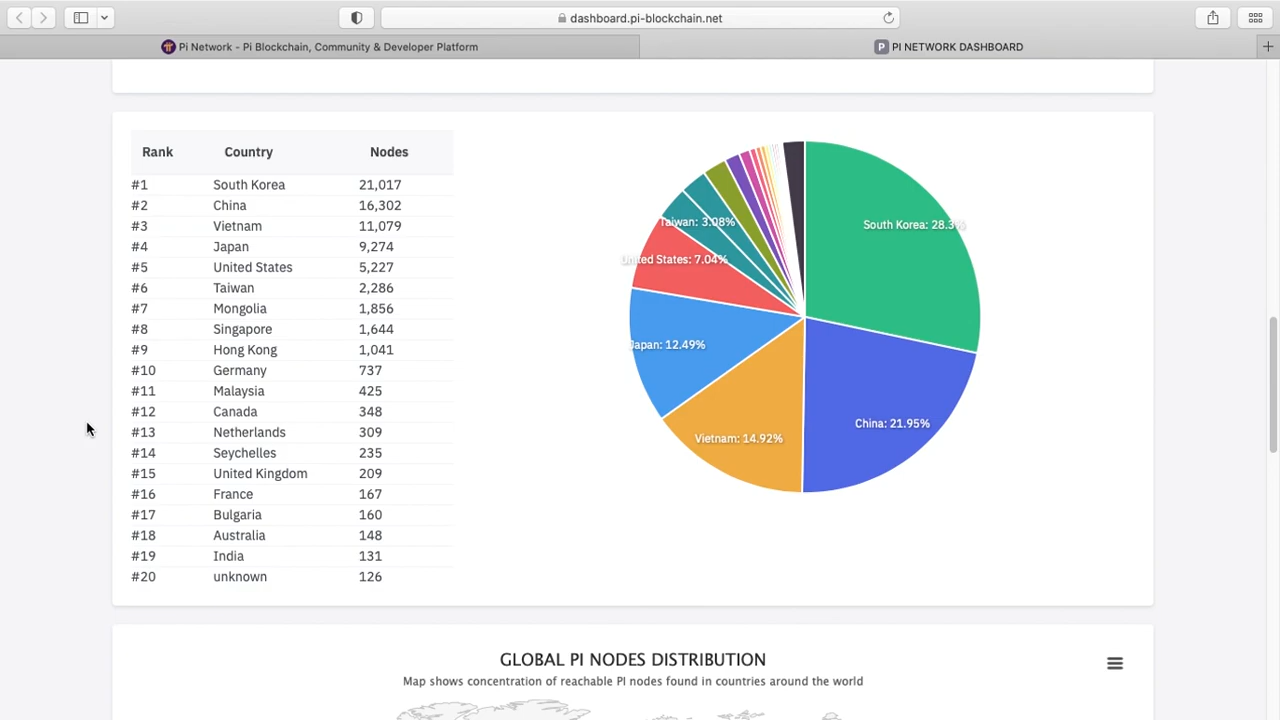 dashboard.pi-blockchain.net
Pi Network - Pi Blockchain, Community & Developer Platform
P PI NETWORK DASHBOARD
Rank Country Nodes
#1 South Korea 21,017
#2 China 16,302
#3 Vietnam 11,079
#4 Japan 9,274
#5 United States 5,227
#6 Taiwan 2,286
#7 Mongolia 1,856
#8 Singapore 1,644
#9 Hong Kong 1,041
#10 Germany 737
#11 Malaysia 425
#12 Canada 348
#13 Netherlands 309
#14 Seychelles 235
#15 United Kingdom 209
#16 France 167
#17 Bulgaria 160
#18 Australia 148
#19 India 131
#20 unknown 126
Taiwan: 3.08%
South Korea: 28.3%
United States: 7.04%
Japan: 12.49%
China: 21.95%
Vietnam: 14.92%
GLOBAL PI NODES DISTRIBUTION
Map shows concentration of reachable PI nodes found in countries around the world